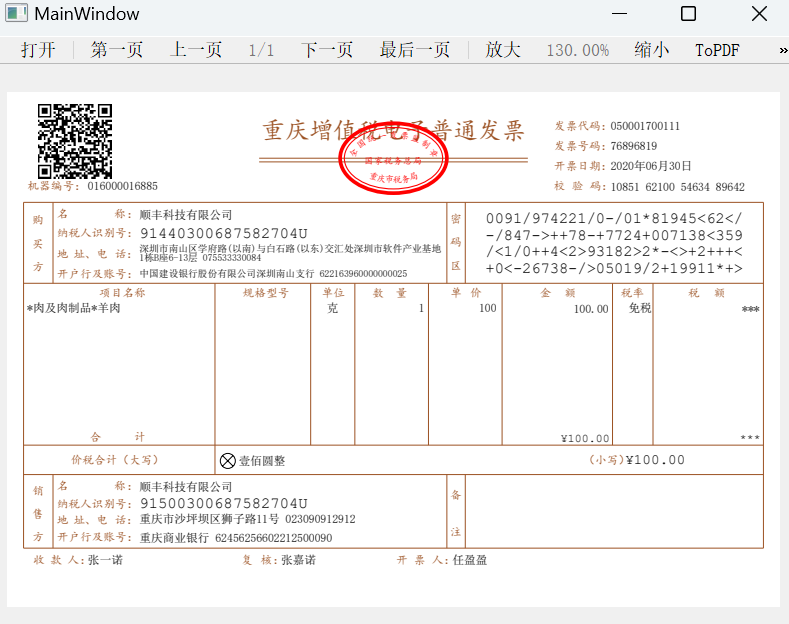 MainWindow
打开 第一页 上一页 1/1 下一页 最后一页 放大 130.00% 缩小 ToPDF »
重庆增值税电子普通发票
全国统一发票监制章
国家税务总局
重庆市税务局
发票代码: 050001700111
发票号码: 76896819
开票日期: 2020年06月30日
校 验 码: 10851 62100 54634 89642
机器编号: 016000016885
购买方
名 称: 顺丰科技有限公司
纳税人识别号: 91440300687582704U
地 址、电 话: 深圳市南山区学府路(以南)与白石路(以东)交汇处深圳市软件产业基地
1栋B座6-13层 075533330084
开户行及账号: 中国建设银行股份有限公司深圳南山支行 622163960000000025
密码区
0091/974221/0-/01*81945<62</
-/847->++78-+7724+007138<359
/<1/0++4<2>93182>2*-<>+2+++<
+0<-26738-/>05019/2+19911*+>
项目名称 规格型号 单位 数 量 单 价 金 额 税率 税 额
*肉及肉制品*羊肉 克 1 100 100.00 免税 ***
合 计 ¥100.00 ***
价税合计（大写） 壹佰圆整 （小写）¥100.00
销售方
名 称: 顺丰科技有限公司
纳税人识别号: 91500300687582704U
地 址、电 话: 重庆市沙坪坝区狮子路11号 023090912912
开户行及账号: 重庆商业银行 62456256602212500090
备注
收 款 人: 张一诺 复 核: 张嘉诺 开 票 人: 任盈盈